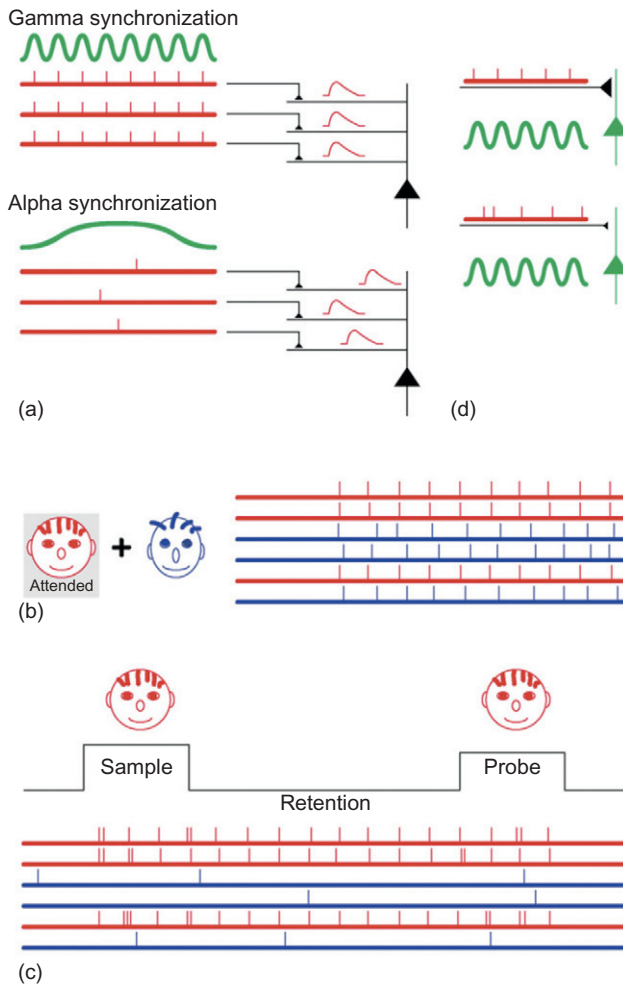 Gamma synchronization
Alpha synchronization
(a)
(d)
Attended
(b)
Sample
Probe
Retention
(c)